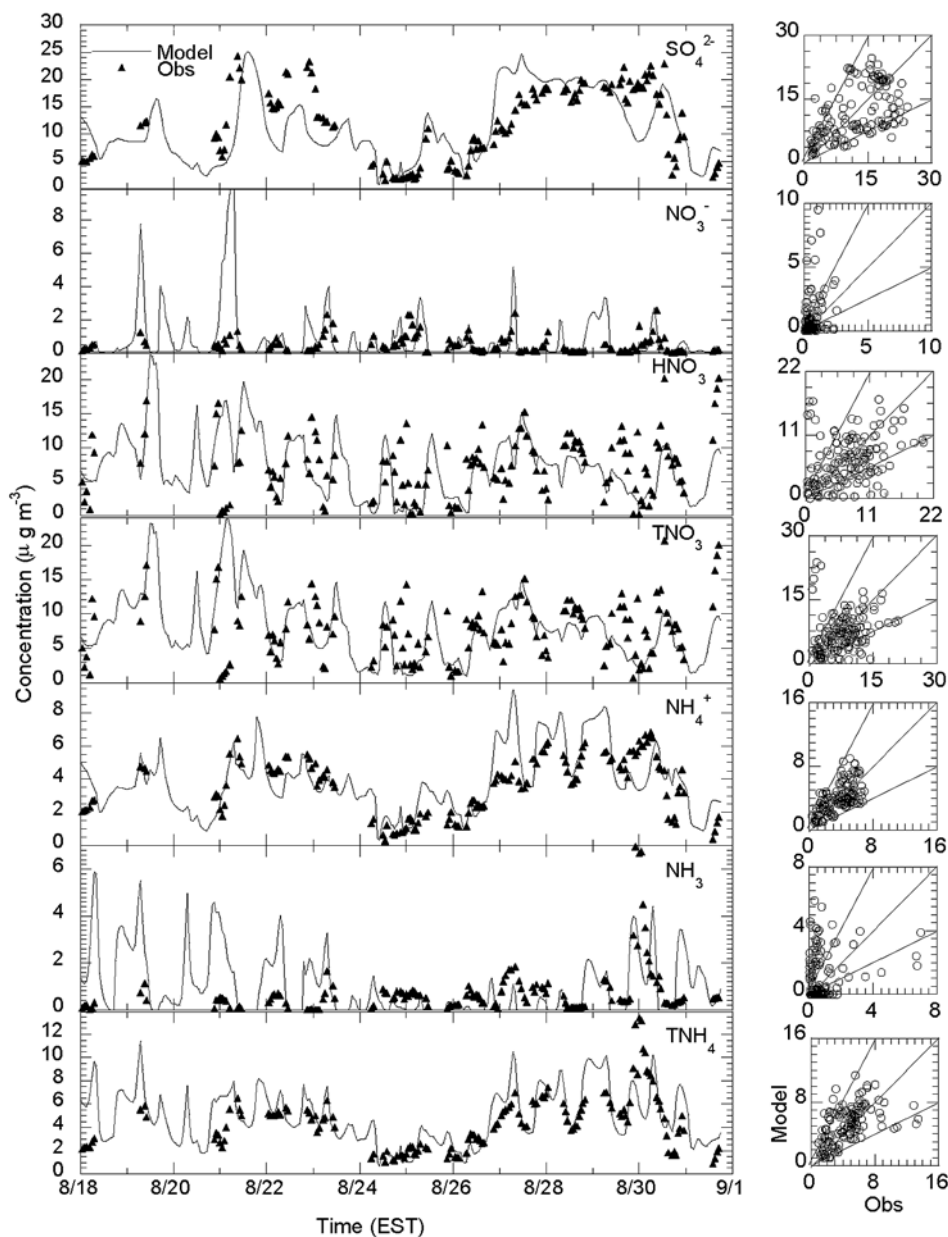 30
25
20
15
10
5
0
Model
Obs
SO₄²⁻
30
15
0
0 15 30
8
6
4
2
0
NO₃⁻
10
5
0
0 5 10
20
15
10
5
0
HNO₃
22
11
0
0 11 22
20
15
10
5
0
TNO₃
30
15
0
0 15 30
Concentration (μ g m⁻³)
8
6
4
2
0
NH₄⁺
16
8
0
0 8 16
6
4
2
0
NH₃
8
4
0
0 4 8
12
10
8
6
4
2
0
TNH₄
16
8
0
0 8 16
Model
Obs
8/18 8/20 8/22 8/24 8/26 8/28 8/30 9/1
Time (EST)